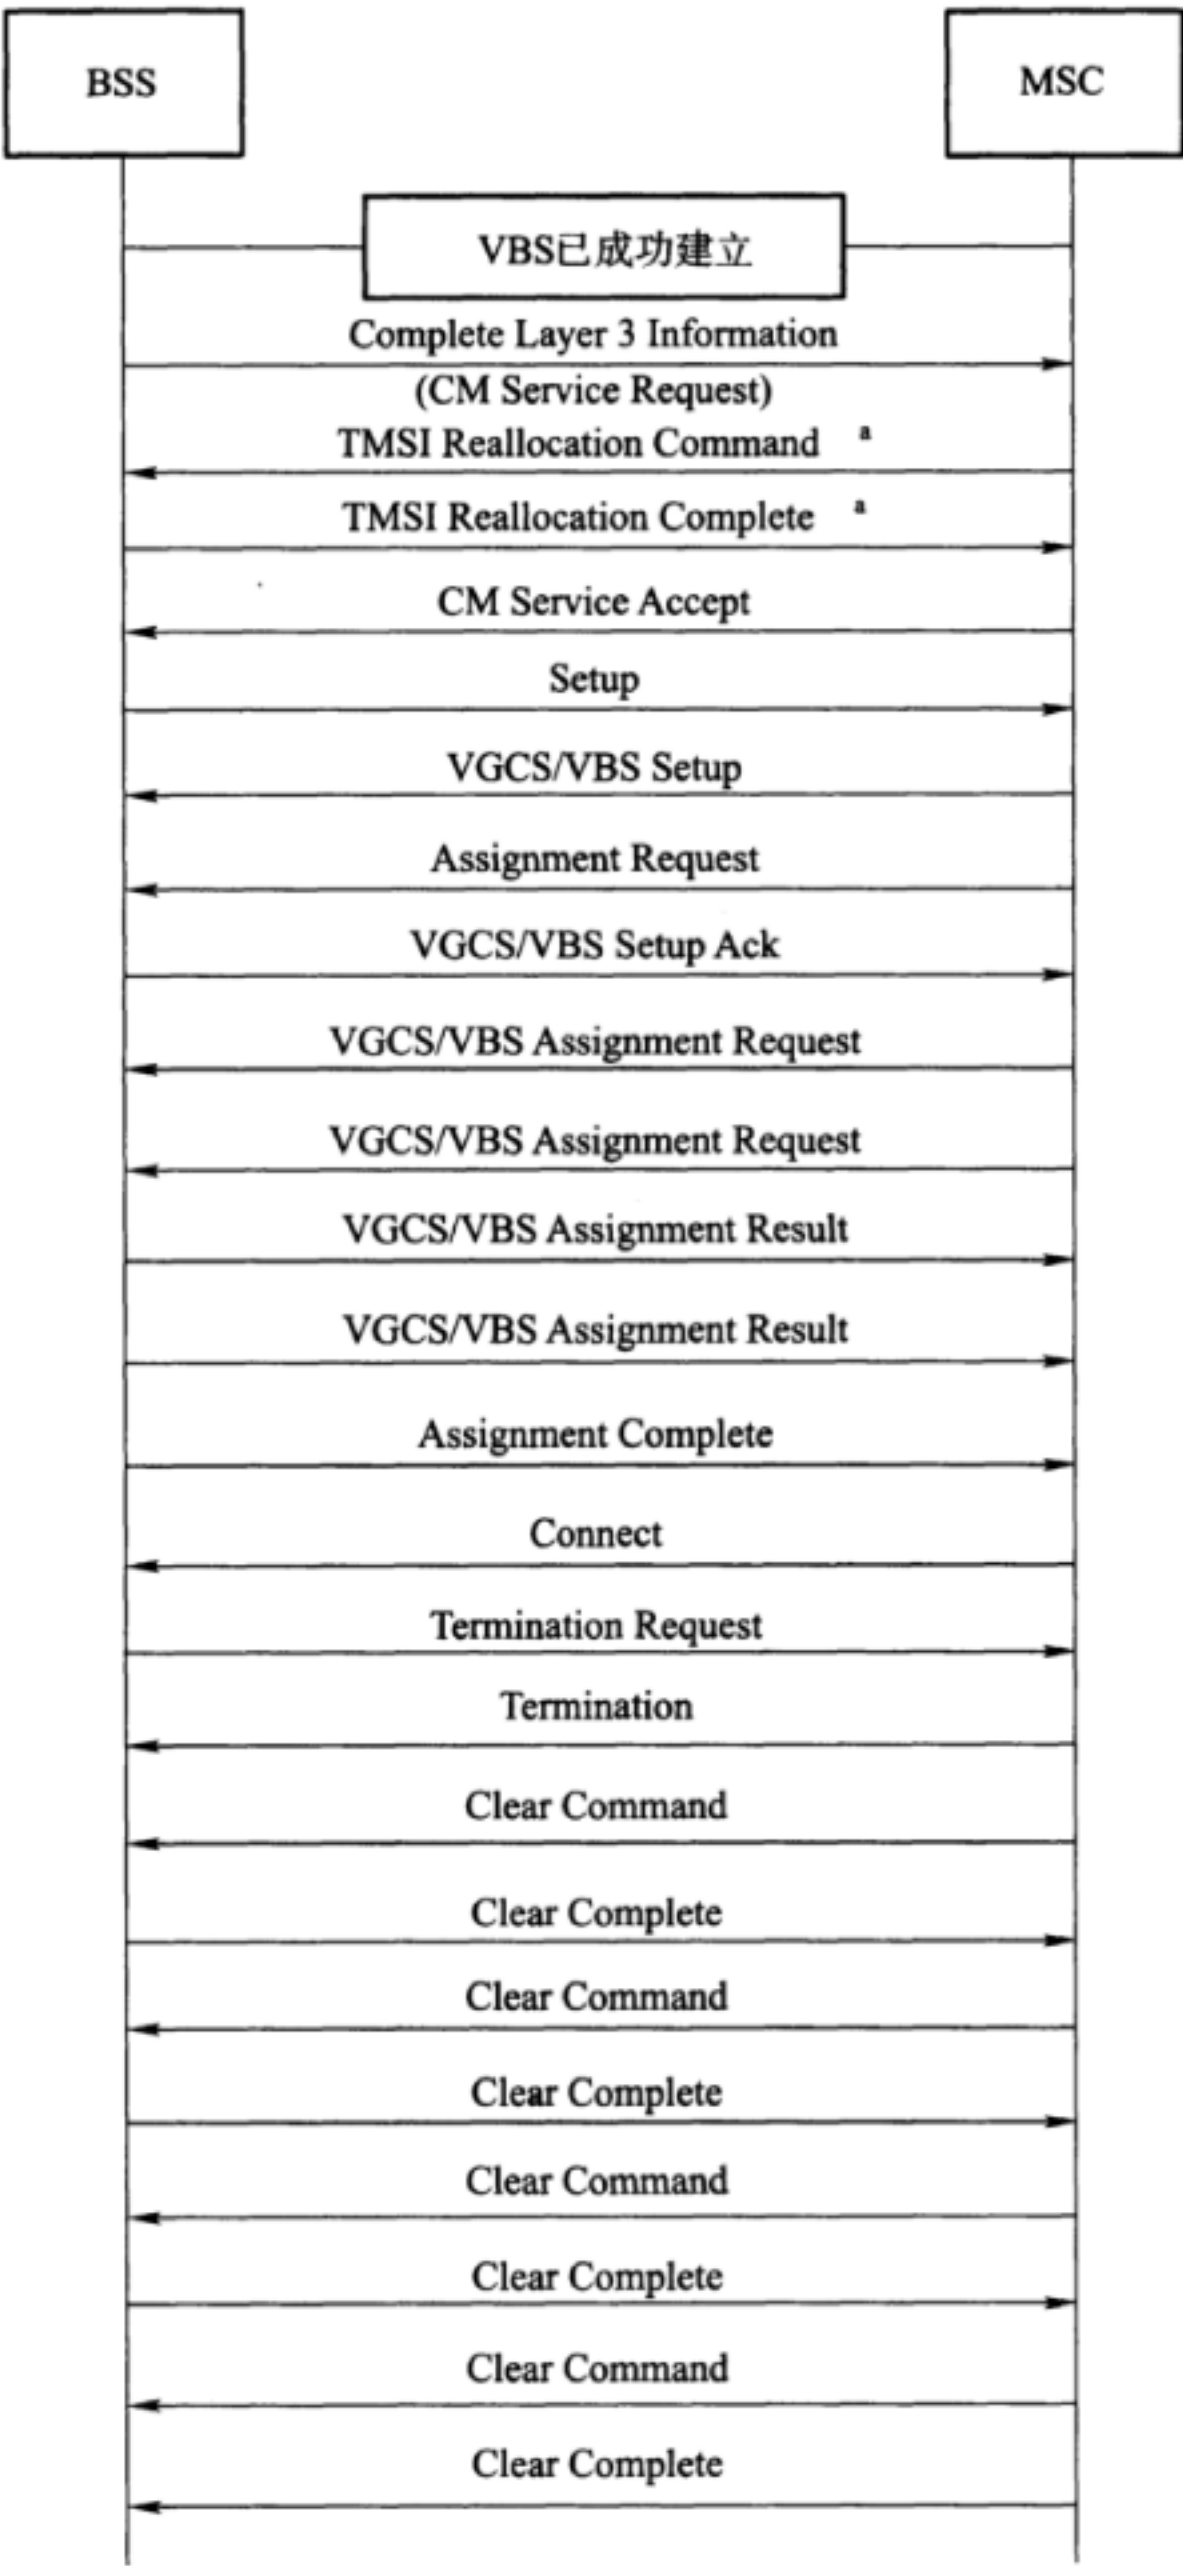 BSS
MSC
VBS已成功建立
Complete Layer 3 Information
(CM Service Request)
TMSI Reallocation Command a
TMSI Reallocation Complete a
CM Service Accept
Setup
VGCS/VBS Setup
Assignment Request
VGCS/VBS Setup Ack
VGCS/VBS Assignment Request
VGCS/VBS Assignment Request
VGCS/VBS Assignment Result
VGCS/VBS Assignment Result
Assignment Complete
Connect
Termination Request
Termination
Clear Command
Clear Complete
Clear Command
Clear Complete
Clear Command
Clear Complete
Clear Command
Clear Complete